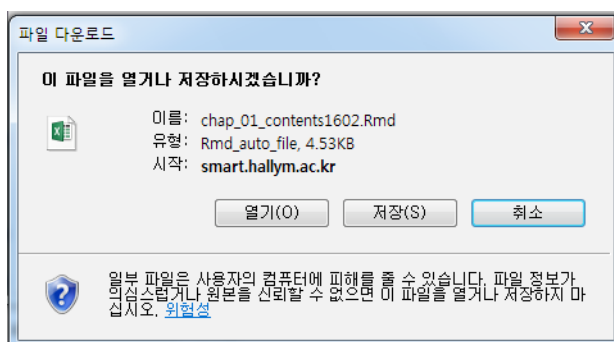 파일 다운로드
이 파일을 열거나 저장하시겠습니까?
이름: chap_01_contents1602.Rmd
유형: Rmd_auto_file, 4.53KB
시작: smart.hallym.ac.kr
열기(O) 저장(S) 취소
일부 파일은 사용자의 컴퓨터에 피해를 줄 수 있습니다. 파일 정보가
의심스럽거나 원본을 신뢰할 수 없으면 이 파일을 열거나 저장하지 마
십시오. 위험성